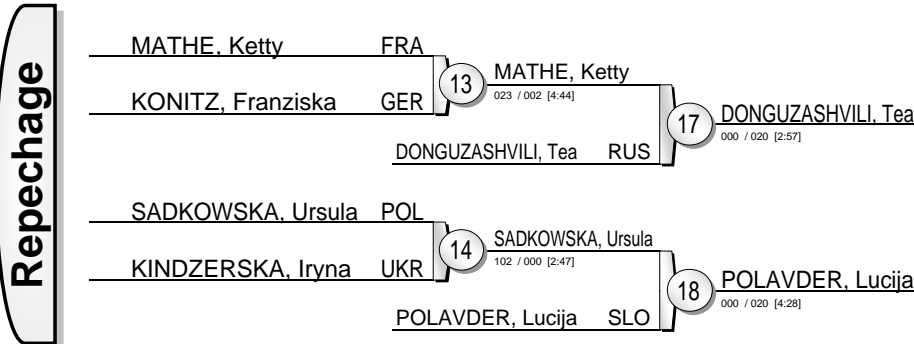 Repechage
MATHE, Ketty FRA
KONITZ, Franziska GER
13
MATHE, Ketty
023 / 002 [4:44]
DONGUZASHVILI, Tea RUS
17
DONGUZASHVILI, Tea
000 / 020 [2:57]
SADKOWSKA, Ursula POL
KINDZERSKA, Iryna UKR
14
SADKOWSKA, Ursula
102 / 000 [2:47]
POLAVDER, Lucija SLO
18
POLAVDER, Lucija
000 / 020 [4:28]